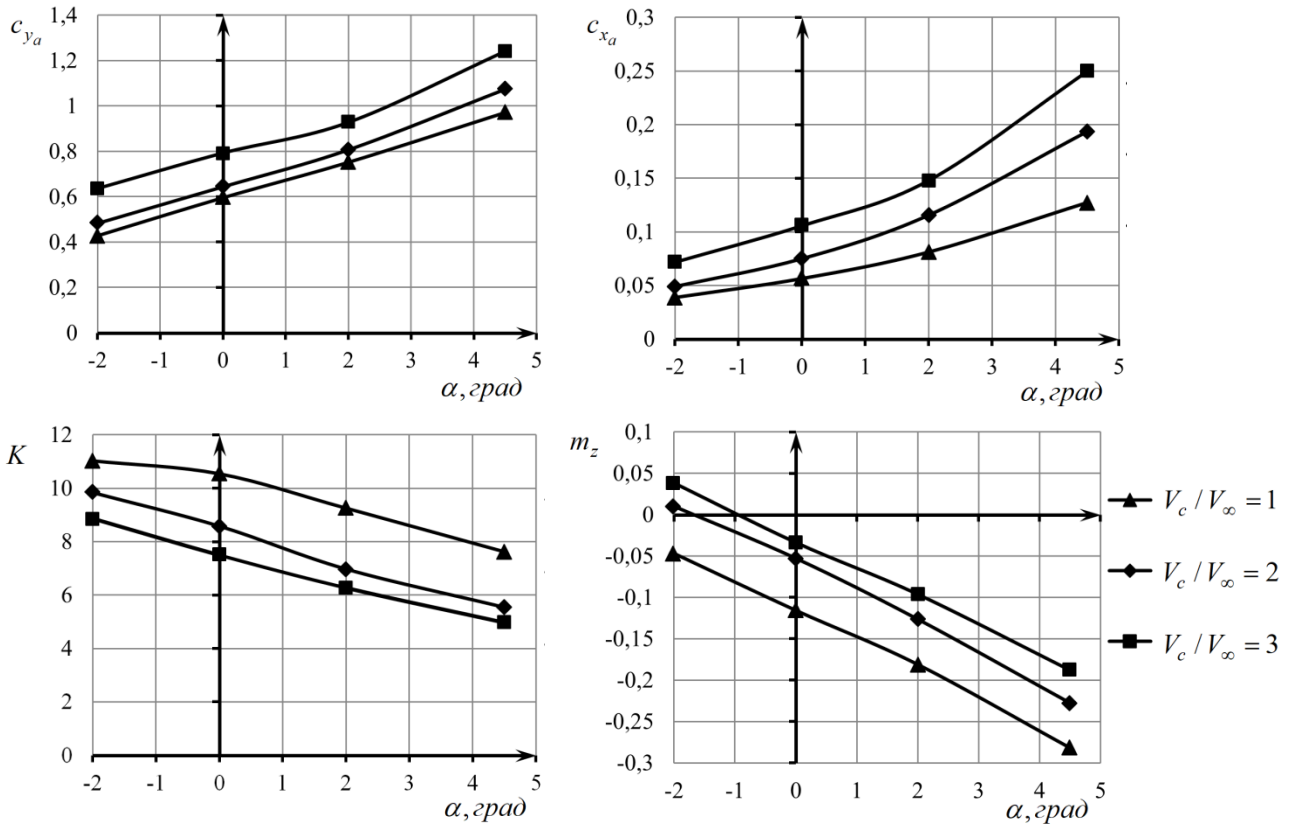 c_{y_a}
1,4
1,2
1
0,8
0,6
0,4
0,2
0
-2 -1 0 1 2 3 4 5
α, град
c_{x_a}
0,3
0,25
0,2
0,15
0,1
0,05
0
-2 -1 0 1 2 3 4 5
α, град
K
12
10
8
6
4
2
0
-2 -1 0 1 2 3 4 5
α, град
m_z
0,1
0,05
0
-0,05
-0,1
-0,15
-0,2
-0,25
-0,3
-2 -1 0 1 2 3 4 5
α, град
V_c / V_∞ = 1
V_c / V_∞ = 2
V_c / V_∞ = 3